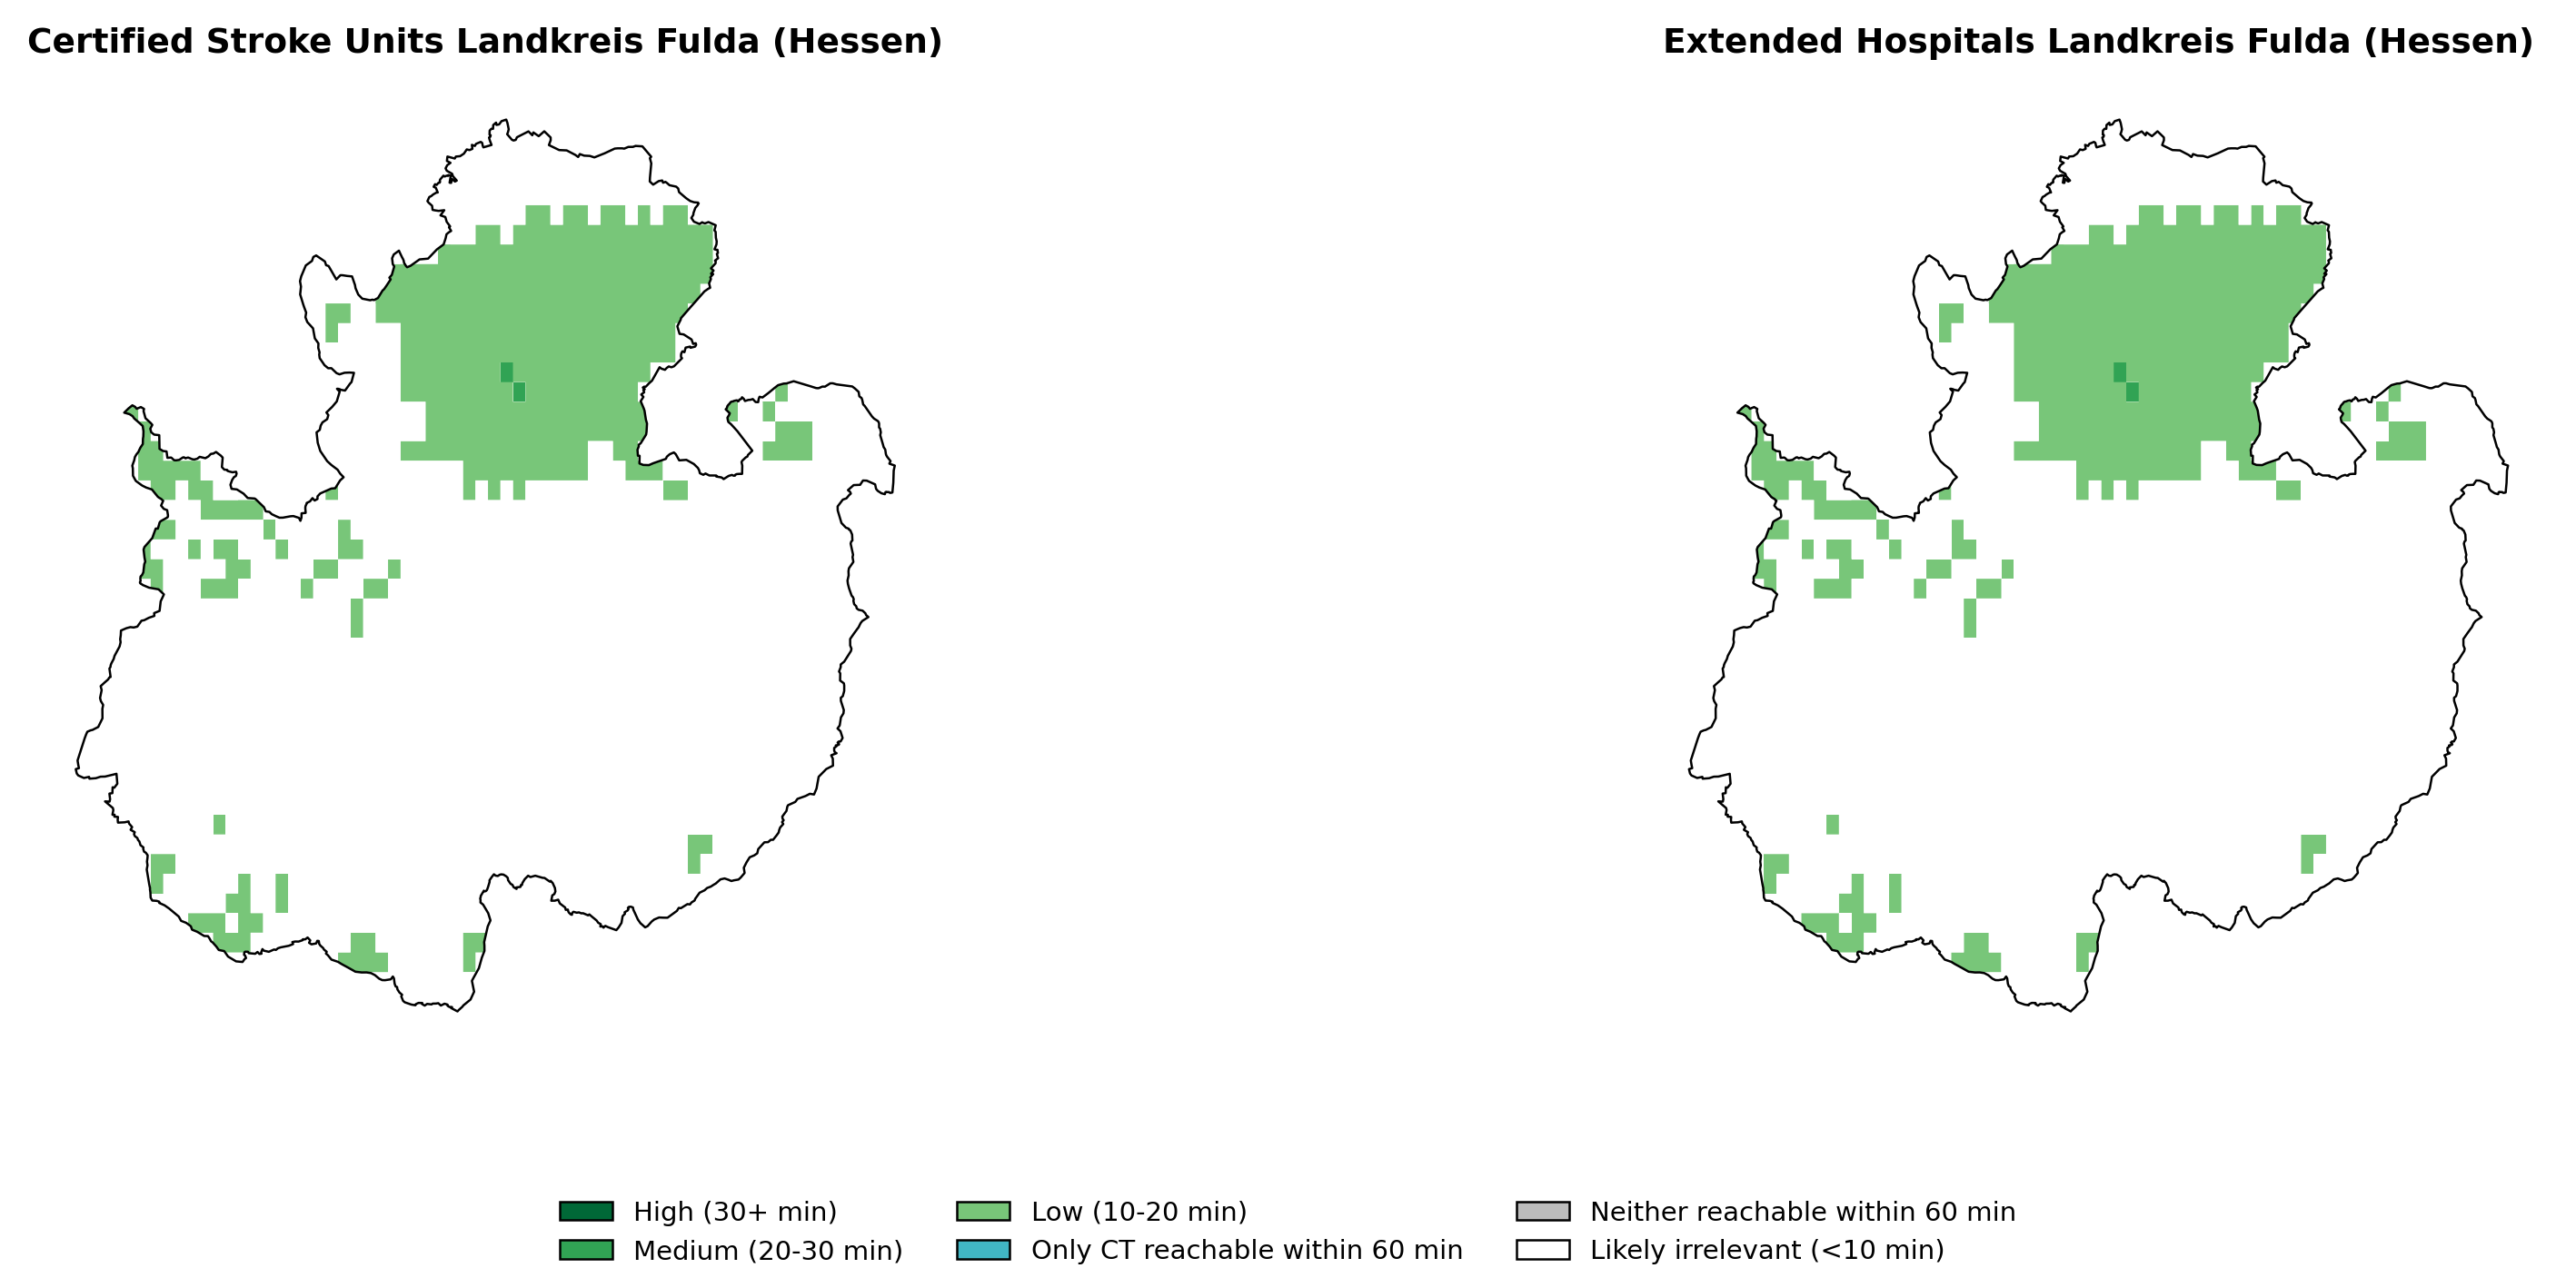 Certified Stroke Units Landkreis Fulda (Hessen)
Extended Hospitals Landkreis Fulda (Hessen)
High (30+ min)
Medium (20-30 min)
Low (10-20 min)
Only CT reachable within 60 min
Neither reachable within 60 min
Likely irrelevant (<10 min)